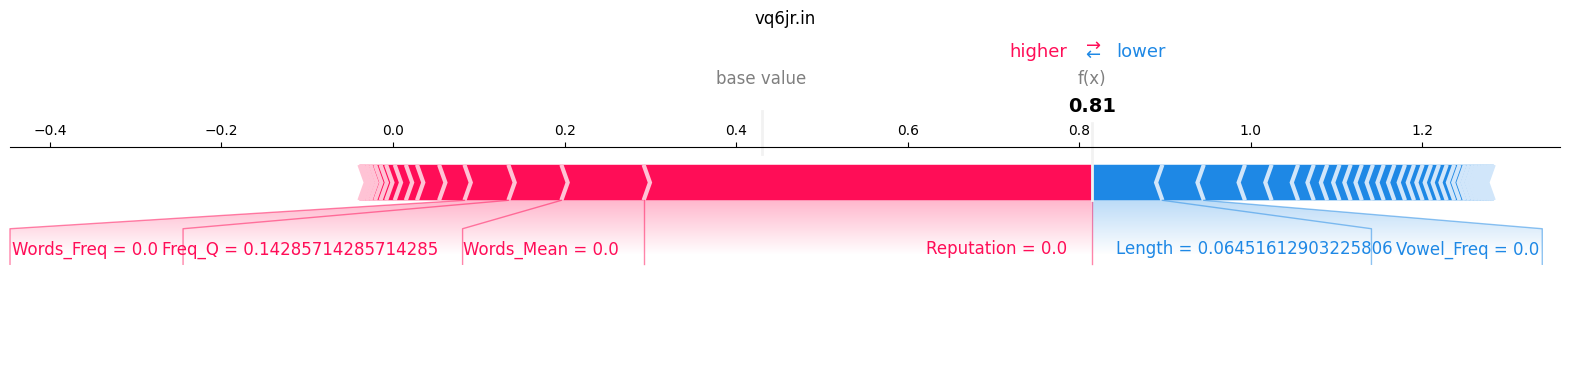 vq6jr.in
higher ⇄ lower
base value f(x)
0.81
−0.4 −0.2 0.0 0.2 0.4 0.6 0.8 1.0 1.2
Words_Freq = 0.0 Freq_Q = 0.14285714285714285 Words_Mean = 0.0 Reputation = 0.0 Length = 0.06451612903225806 Vowel_Freq = 0.0